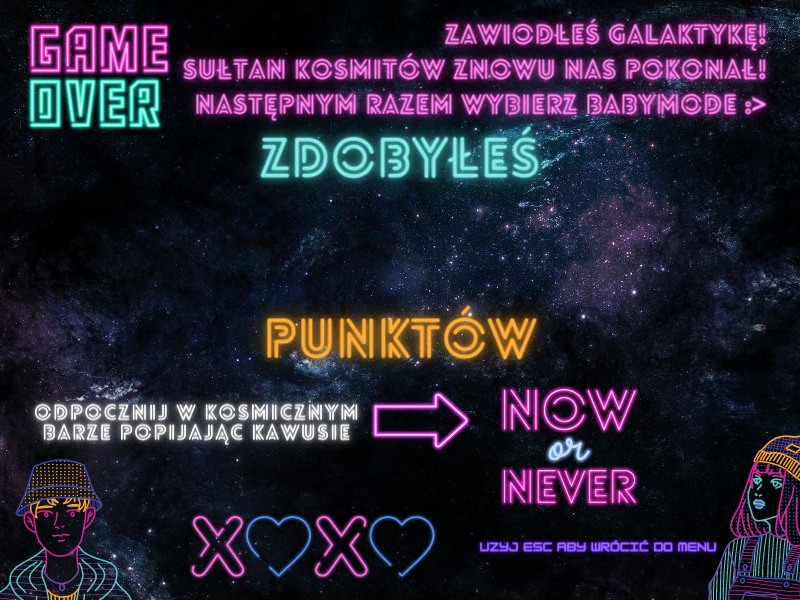 GAME
OVER
ZAWIODŁEŚ GALAKTYKĘ!
SUŁTAN KOSMITÓW ZNOWU NAS POKONAŁ!
NASTĘPNYM RAZEM WYBIERZ BABYMODE :>
ZDOBYŁEŚ
PUNKTÓW
ODPOCZNIJ W KOSMICZNYM
BARZE POPIJAJĄC KAWUSIE
NOW
or
NEVER
X♡X♡
UZYJ ESC ABY WRÓCIĆ DO MENU